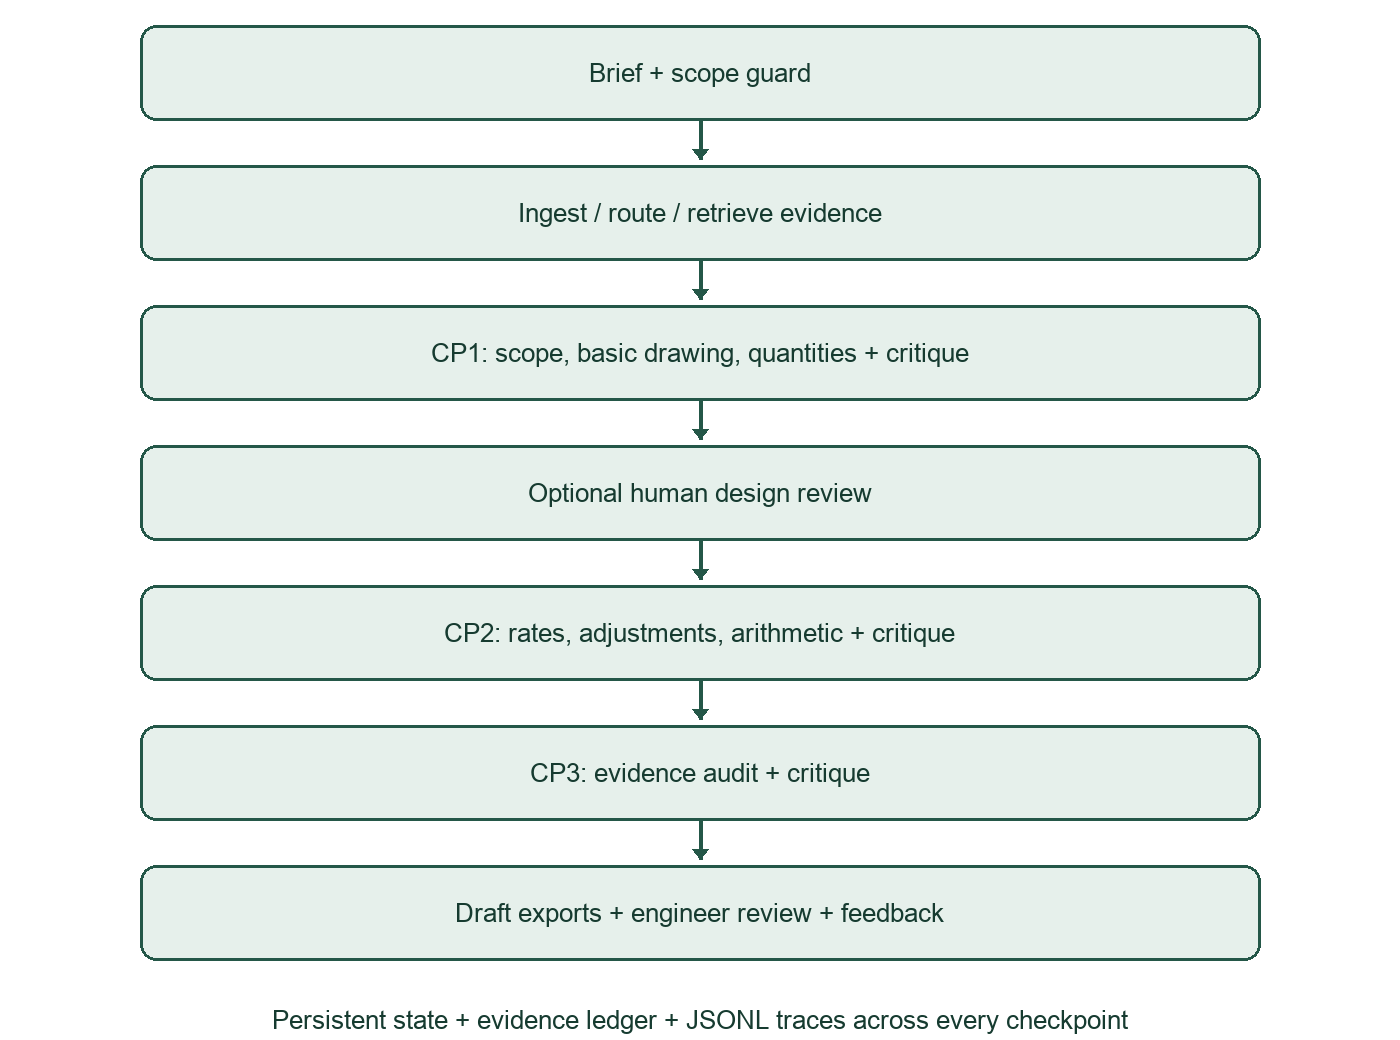 Brief + scope guard
Ingest / route / retrieve evidence
CP1: scope, basic drawing, quantities + critique
Optional human design review
CP2: rates, adjustments, arithmetic + critique
CP3: evidence audit + critique
Draft exports + engineer review + feedback
Persistent state + evidence ledger + JSONL traces across every checkpoint